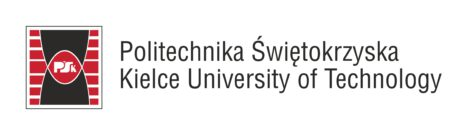 PŚk
Politechnika Świętokrzyska
Kielce University of Technology